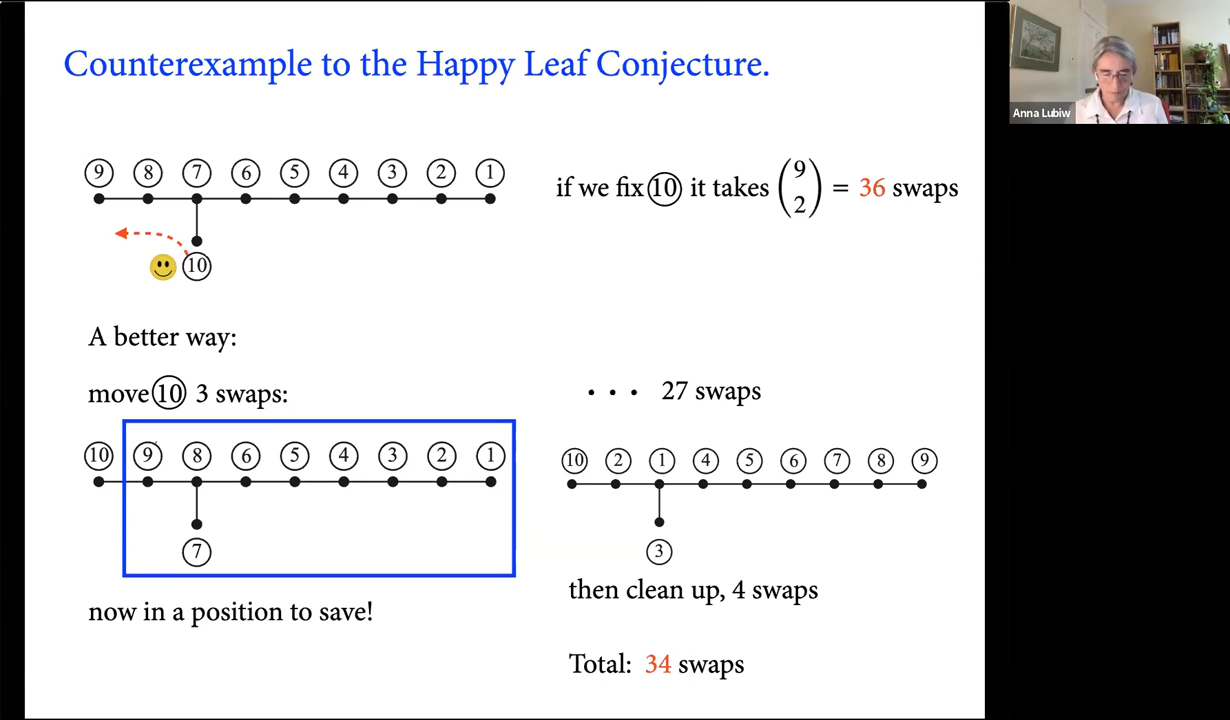 Counterexample to the Happy Leaf Conjecture.
Anna Lubiw
9 8 7 6 5 4 3 2 1
10
if we fix 10 it takes (9 2) = 36 swaps
A better way:
move 10 3 swaps:
10 9 8 6 5 4 3 2 1
7
now in a position to save!
· · · 27 swaps
10 2 1 4 5 6 7 8 9
3
then clean up, 4 swaps
Total: 34 swaps